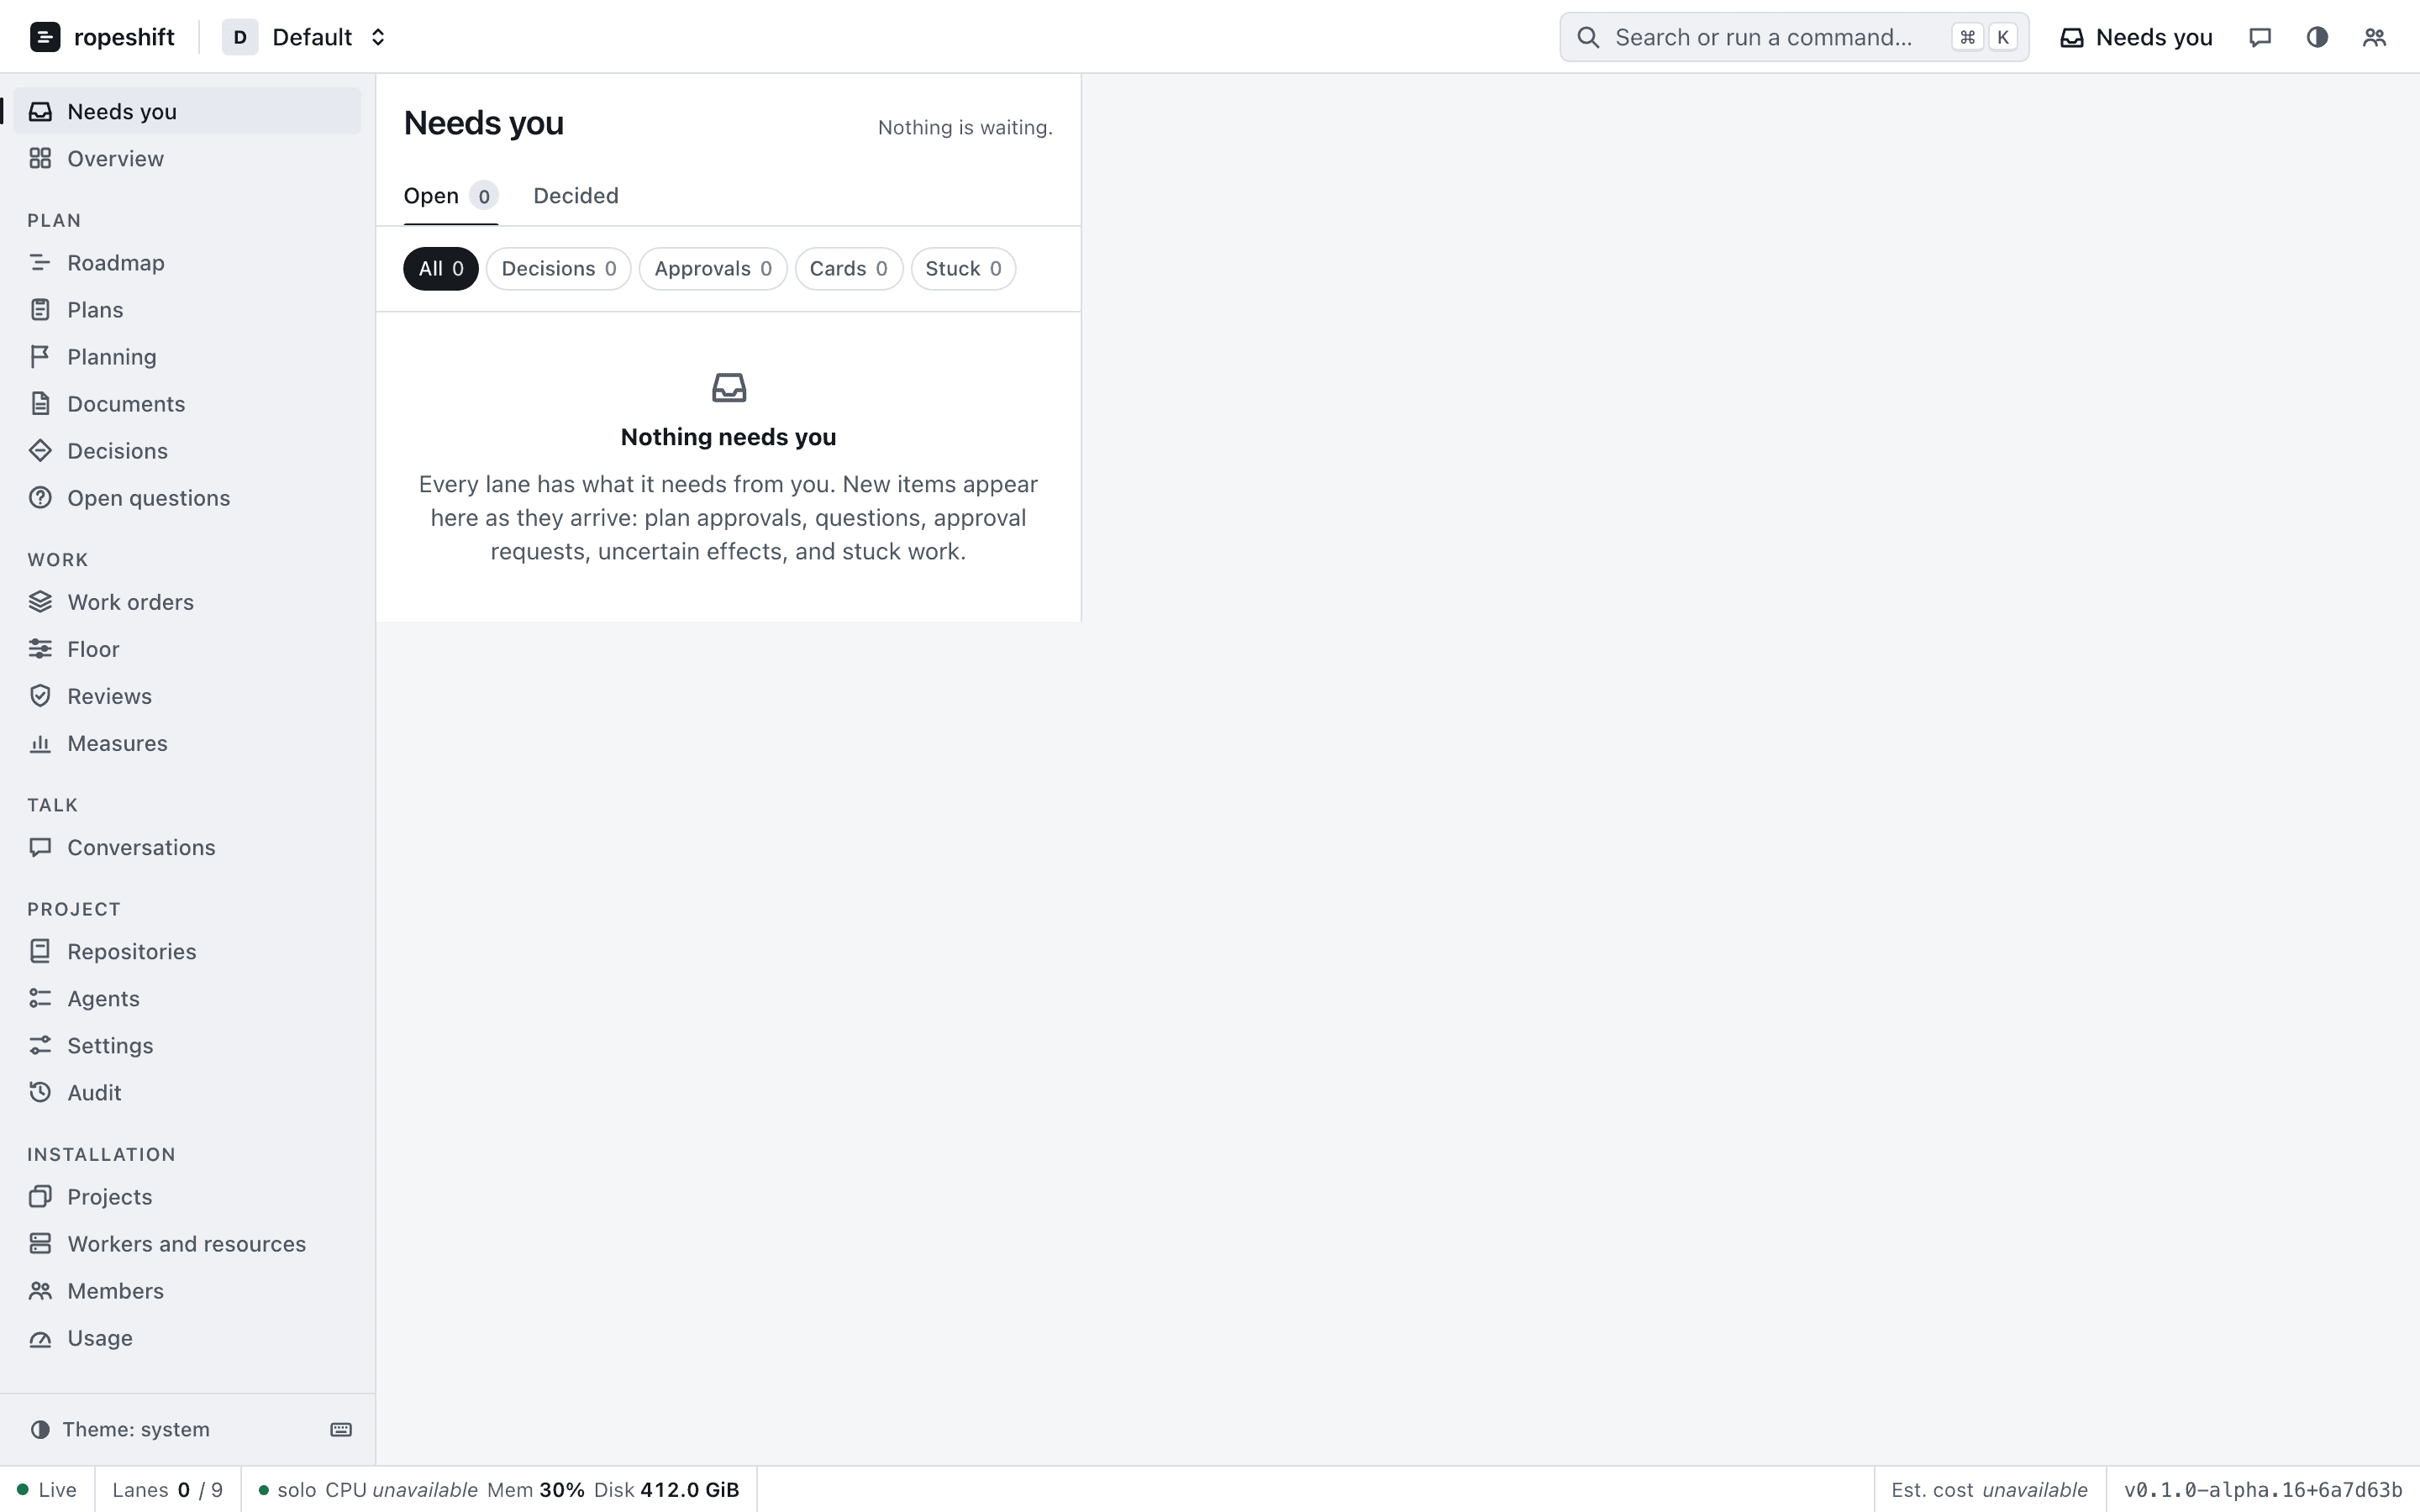 ropeshift
D Default
Search or run a command... ⌘ K
Needs you
Needs you
Overview
PLAN
Roadmap
Plans
Planning
Documents
Decisions
Open questions
WORK
Work orders
Floor
Reviews
Measures
TALK
Conversations
PROJECT
Repositories
Agents
Settings
Audit
INSTALLATION
Projects
Workers and resources
Members
Usage
Theme: system
Needs you
Nothing is waiting.
Open 0 Decided
All 0 Decisions 0 Approvals 0 Cards 0 Stuck 0
Nothing needs you
Every lane has what it needs from you. New items appear
here as they arrive: plan approvals, questions, approval
requests, uncertain effects, and stuck work.
Live Lanes 0 / 9 solo CPU unavailable Mem 30% Disk 412.0 GiB Est. cost unavailable v0.1.0-alpha.16+6a7d63b